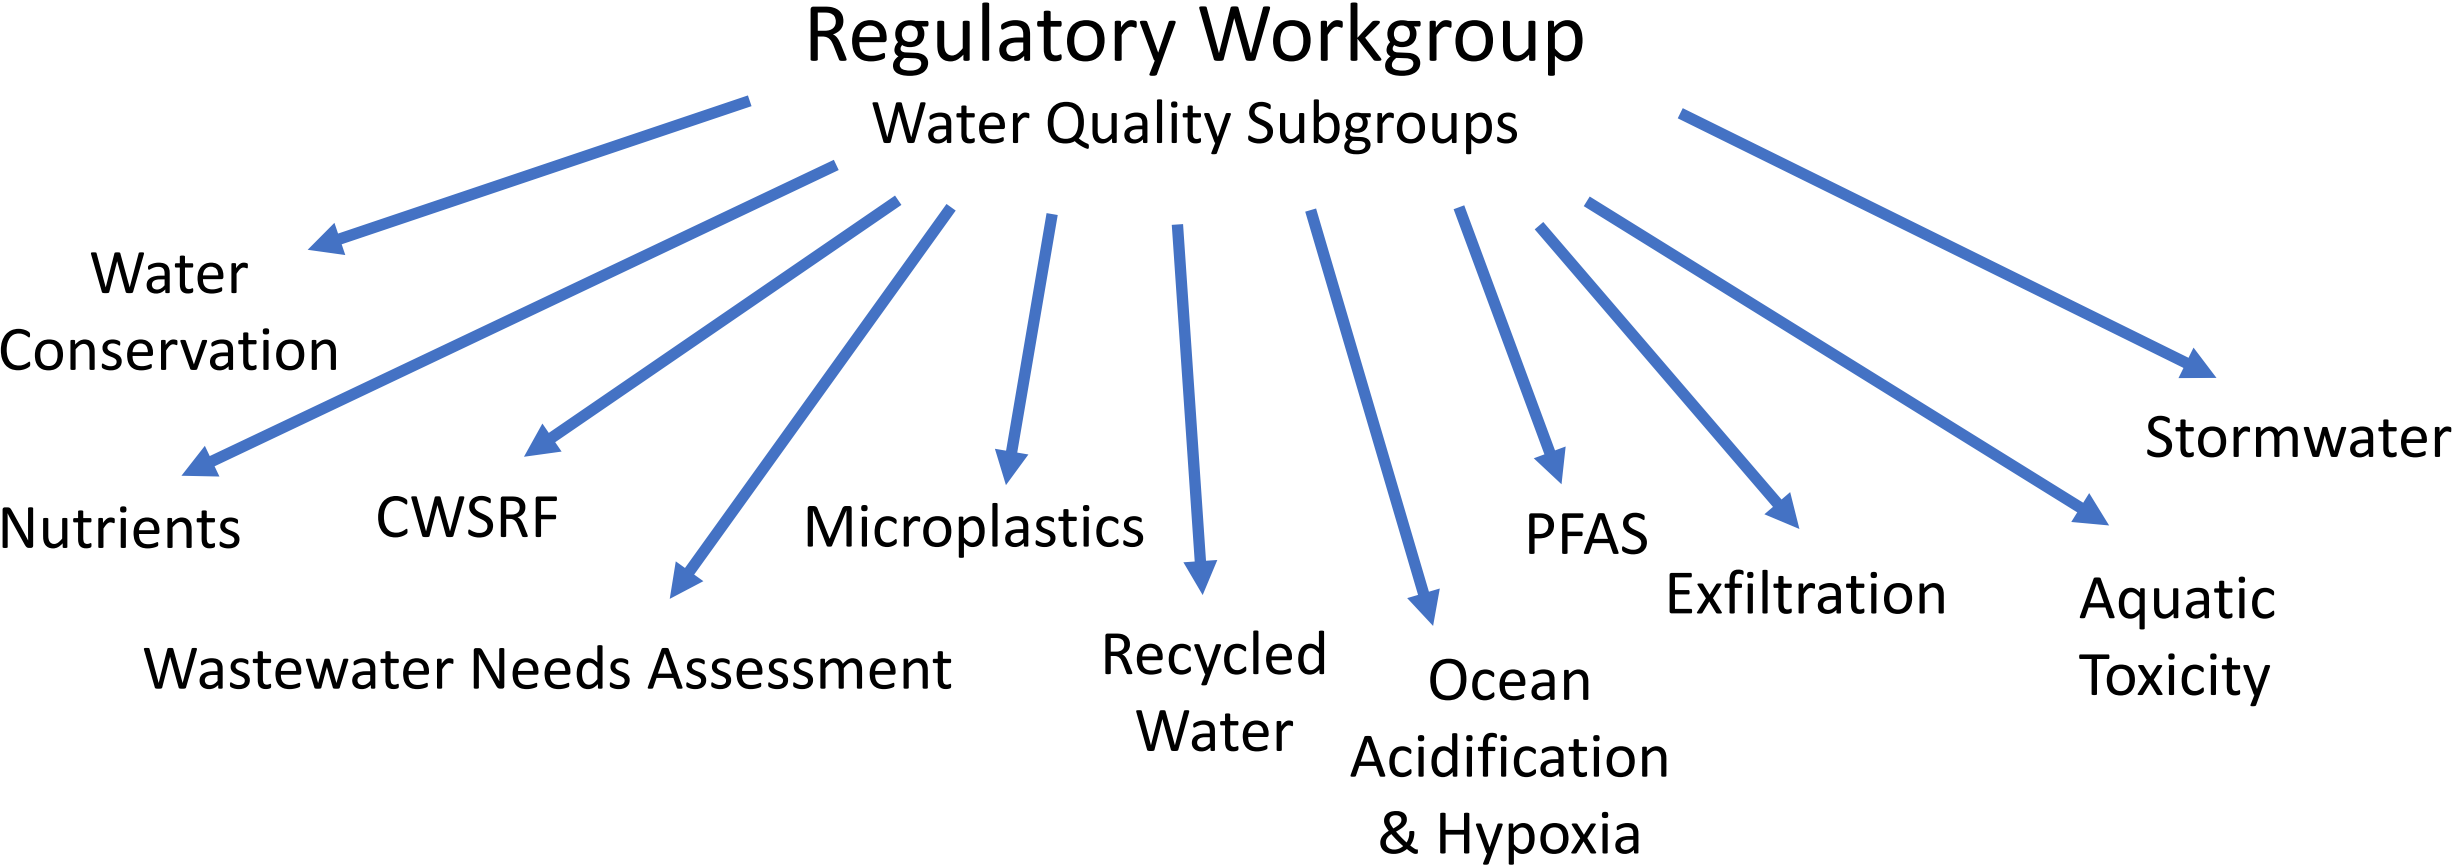 Regulatory Workgroup
Water Quality Subgroups
Water
Conservation
Nutrients
CWSRF
Wastewater Needs Assessment
Microplastics
Recycled
Water
Ocean
Acidification
& Hypoxia
PFAS
Exfiltration
Aquatic
Toxicity
Stormwater